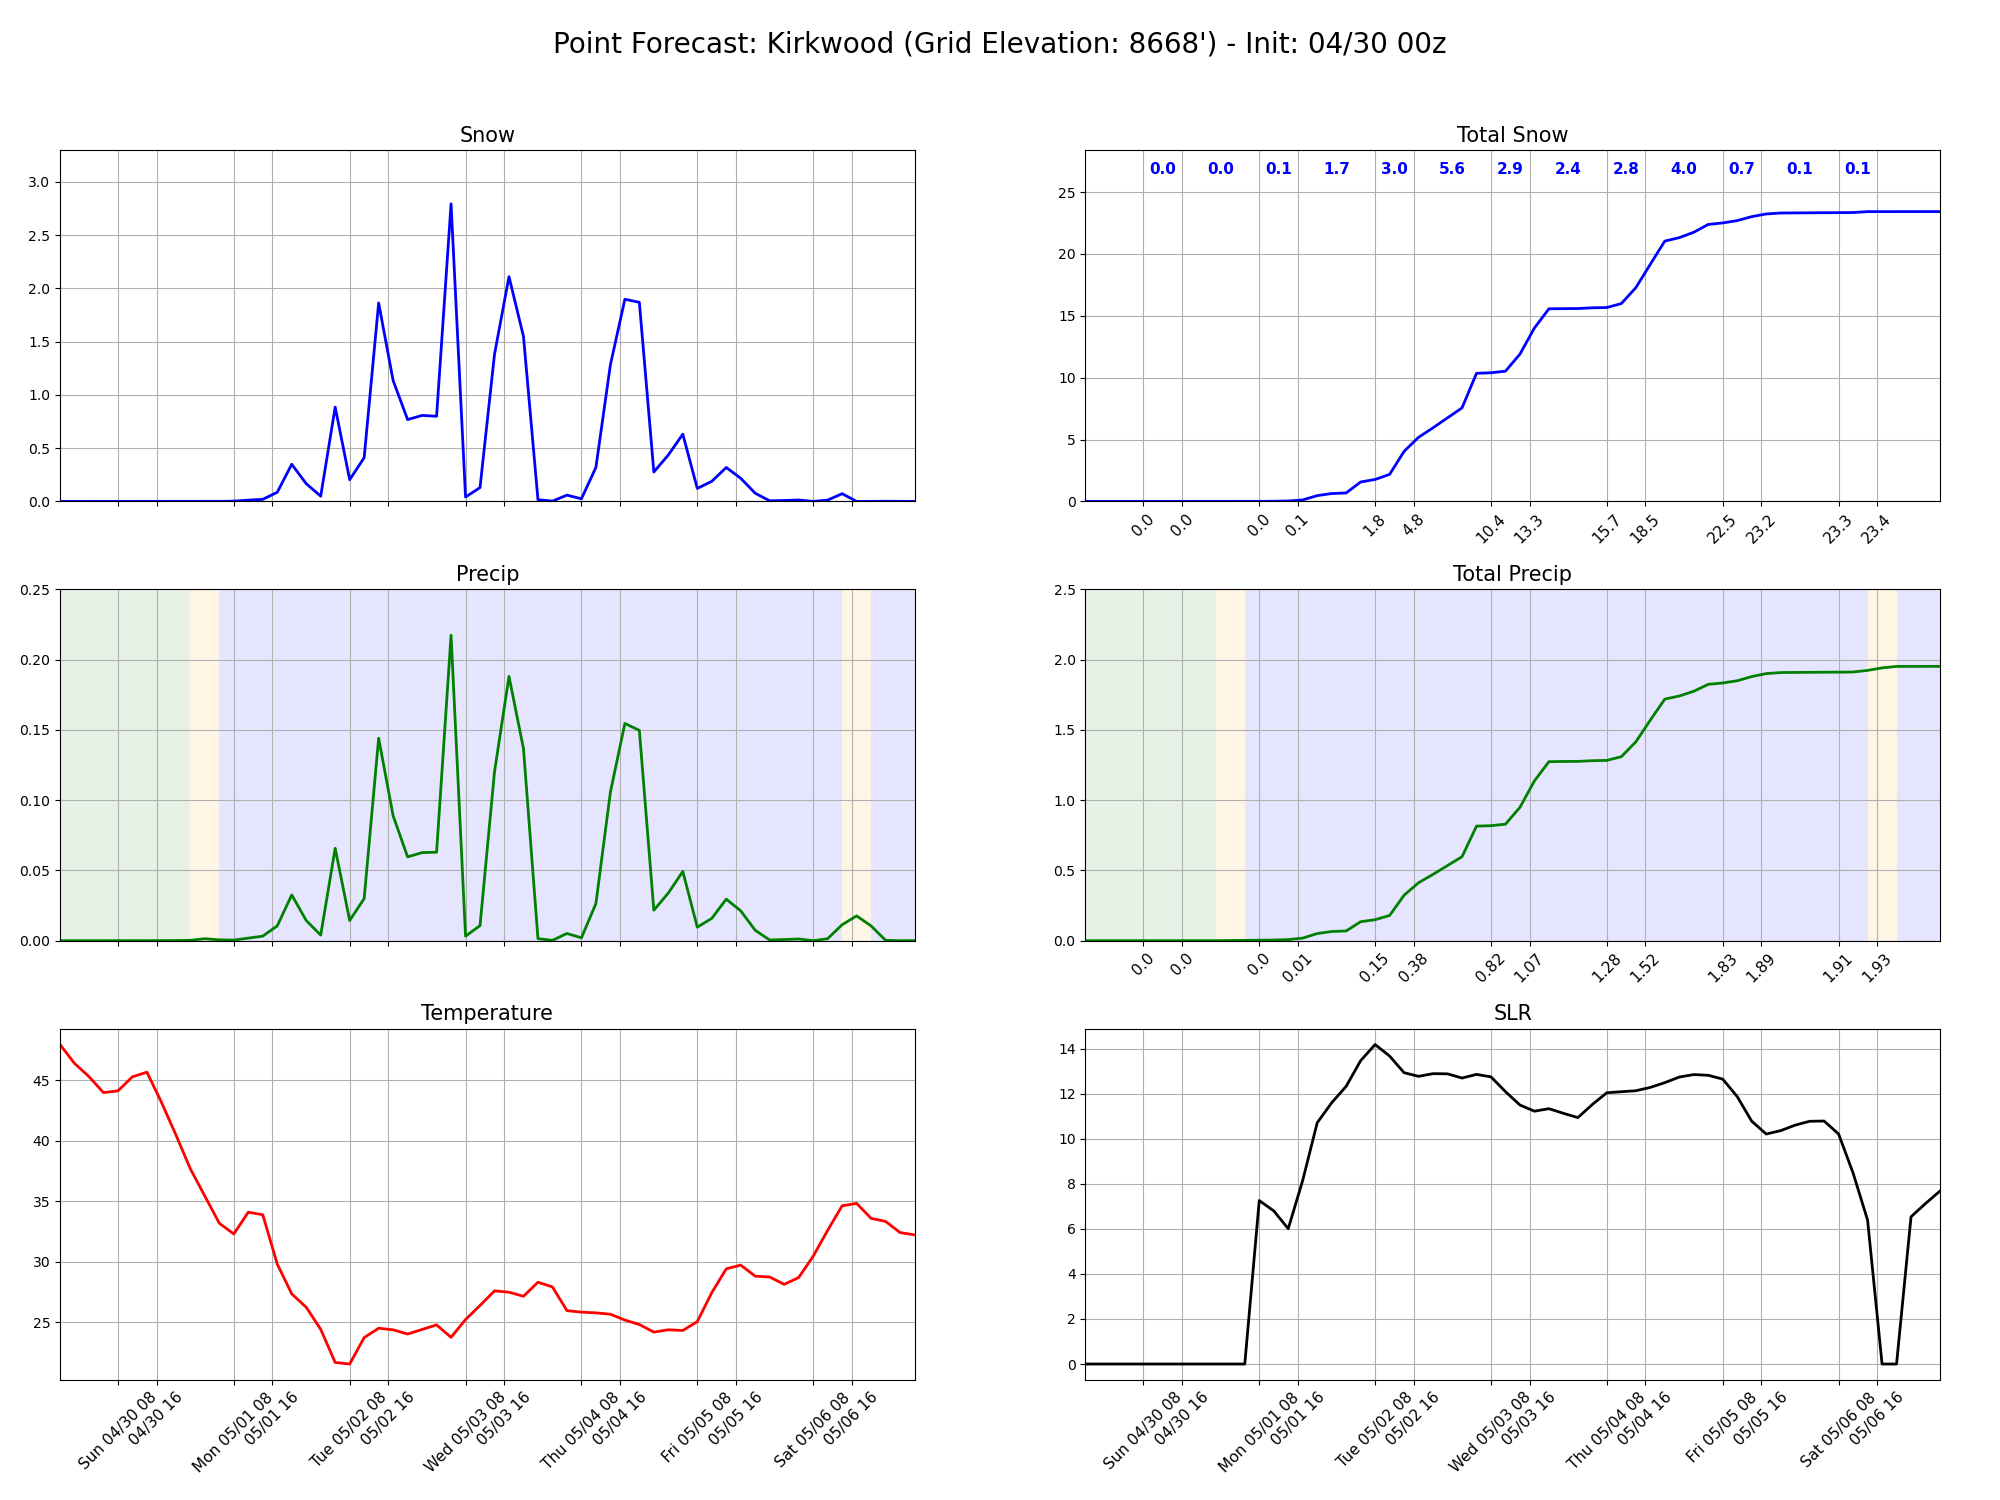 Point Forecast: Kirkwood (Grid Elevation: 8668') - Init: 04/30 00z
Snow
3.0
2.5
2.0
1.5
1.0
0.5
0.0
Total Snow
0.0 0.0 0.1 1.7 3.0 5.6 2.9 2.4 2.8 4.0 0.7 0.1 0.1
25
20
15
10
5
0
0.0 0.0 0.0 0.1 1.8 4.8 10.4 13.3 15.7 18.5 22.5 23.2 23.3 23.4
Precip
0.25
0.20
0.15
0.10
0.05
0.00
Total Precip
2.5
2.0
1.5
1.0
0.5
0.0
0.0 0.0 0.0 0.01 0.15 0.38 0.82 1.07 1.28 1.52 1.83 1.89 1.91 1.93
Temperature
45
40
35
30
25
Sun 04/30 08
04/30 16
Mon 05/01 08
05/01 16
Tue 05/02 08
05/02 16
Wed 05/03 08
05/03 16
Thu 05/04 08
05/04 16
Fri 05/05 08
05/05 16
Sat 05/06 08
05/06 16
SLR
14
12
10
8
6
4
2
0
Sun 04/30 08
04/30 16
Mon 05/01 08
05/01 16
Tue 05/02 08
05/02 16
Wed 05/03 08
05/03 16
Thu 05/04 08
05/04 16
Fri 05/05 08
05/05 16
Sat 05/06 08
05/06 16